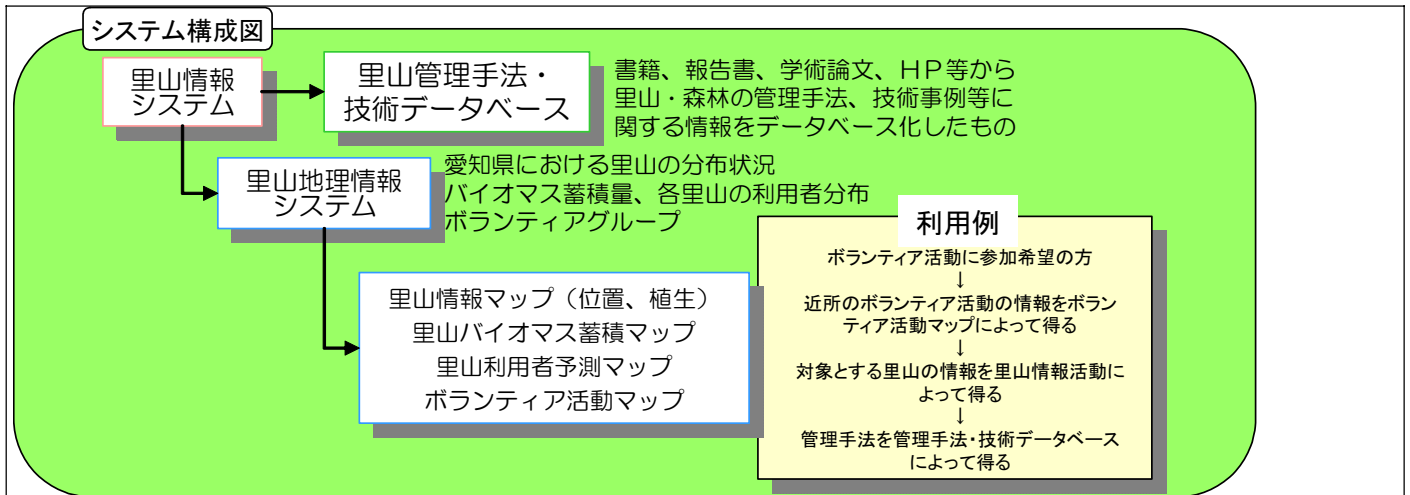 システム構成図
里山情報
システム
里山管理手法・
技術データベース
書籍、報告書、学術論文、ＨＰ等から
里山・森林の管理手法、技術事例等に
関する情報をデータベース化したもの
里山地理情報
システム
愛知県における里山の分布状況
バイオマス蓄積量、各里山の利用者分布
ボランティアグループ
里山情報マップ（位置、植生）
里山バイオマス蓄積マップ
里山利用者予測マップ
ボランティア活動マップ
利用例
ボランティア活動に参加希望の方
↓
近所のボランティア活動の情報をボラン
ティア活動マップによって得る
↓
対象とする里山の情報を里山情報活動に
よって得る
↓
管理手法を管理手法・技術データベース
によって得る